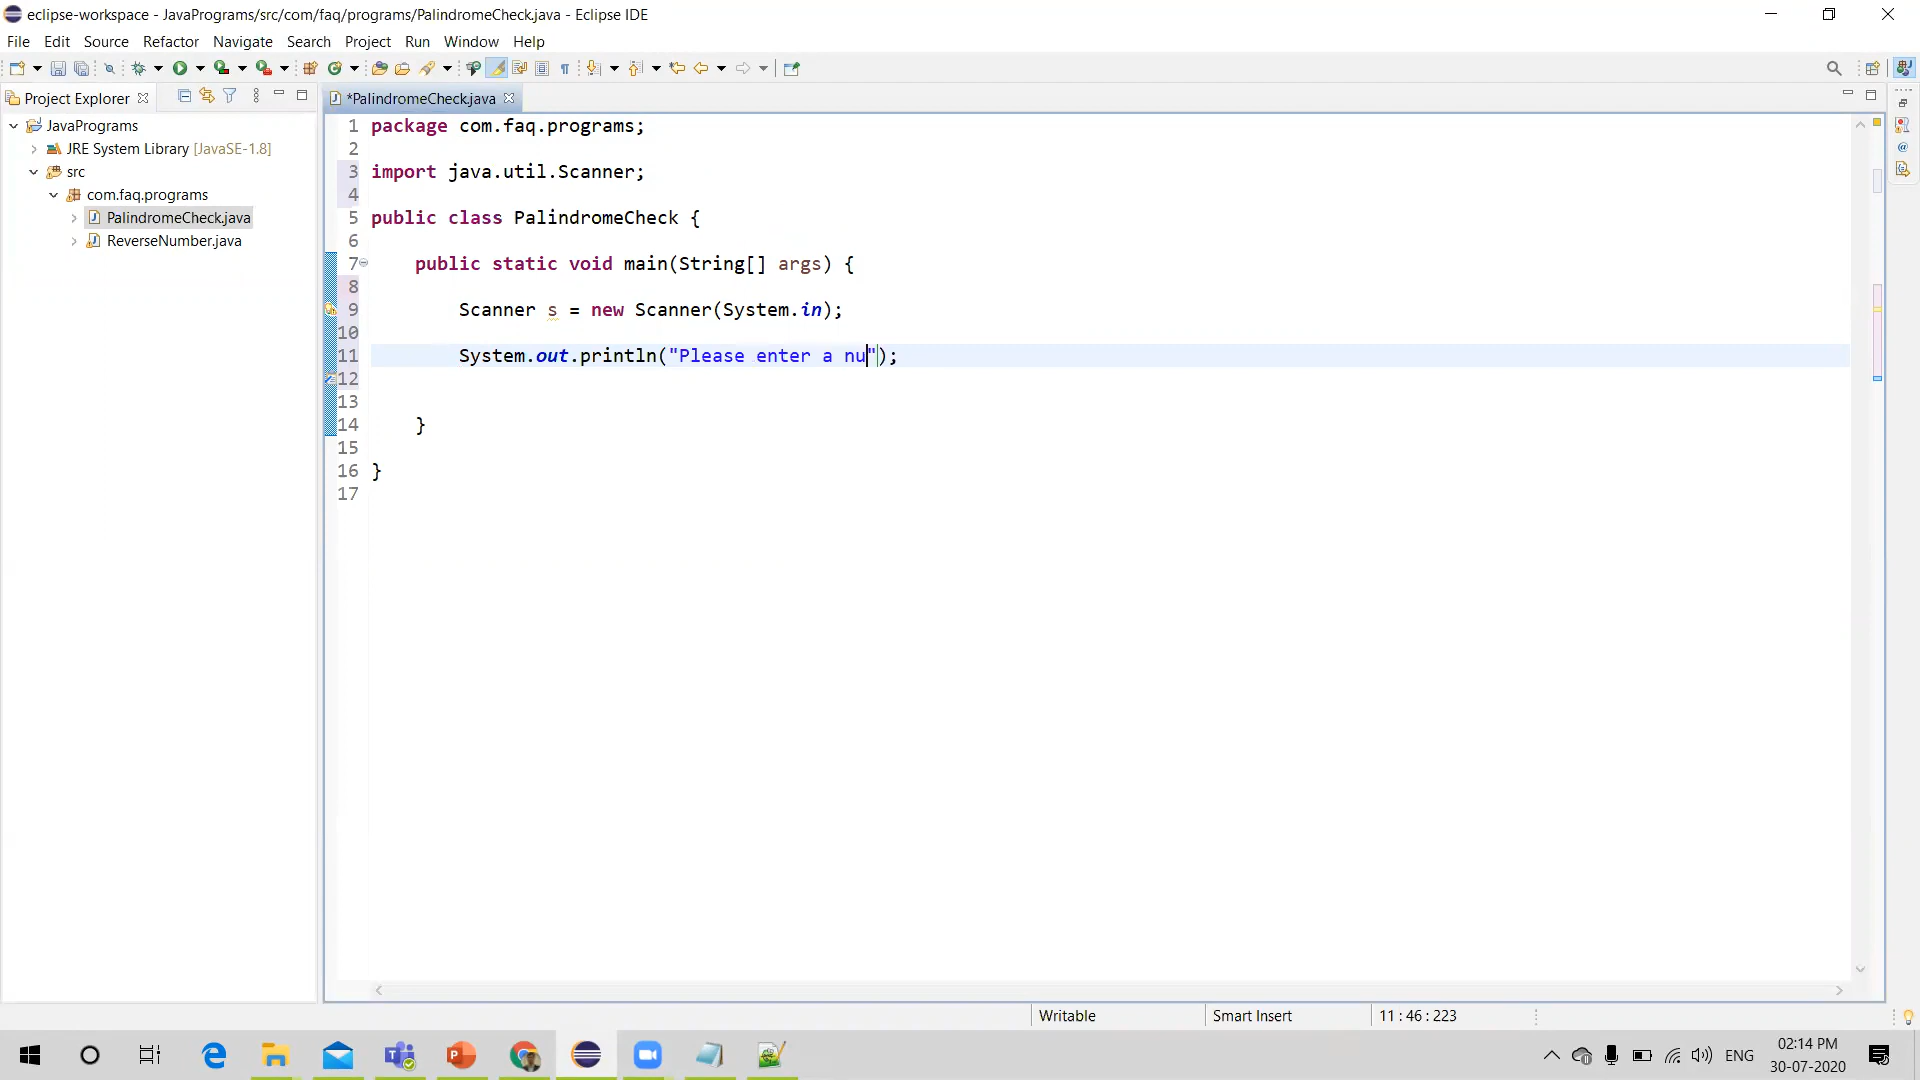 eclipse-workspace - JavaPrograms/src/com/faq/programs/PalindromeCheck.java - Eclipse IDE
File Edit Source Refactor Navigate Search Project Run Window Help
Project Explorer
*PalindromeCheck.java
JavaPrograms
JRE System Library [JavaSE-1.8]
src
com.faq.programs
PalindromeCheck.java
ReverseNumber.java
1 package com.faq.programs;
2
3 import java.util.Scanner;
4
5 public class PalindromeCheck {
6
7 public static void main(String[] args) {
8
9 Scanner s = new Scanner(System.in);
10
11 System.out.println("Please enter a nu");
12
13
14 }
15
16 }
17
Writable Smart Insert 11 : 46 : 223
ENG 02:14 PM
30-07-2020